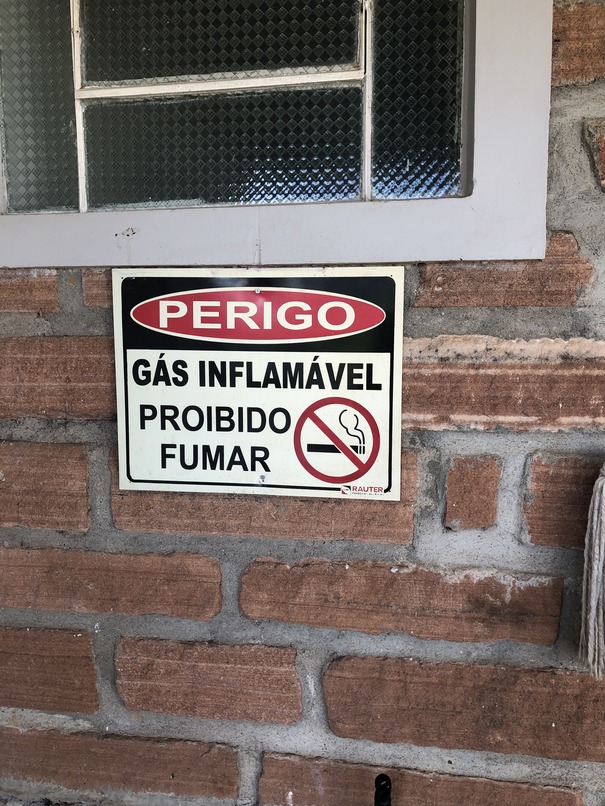 PERIGO
GÁS INFLAMÁVEL
PROIBIDO
FUMAR
RAUTER